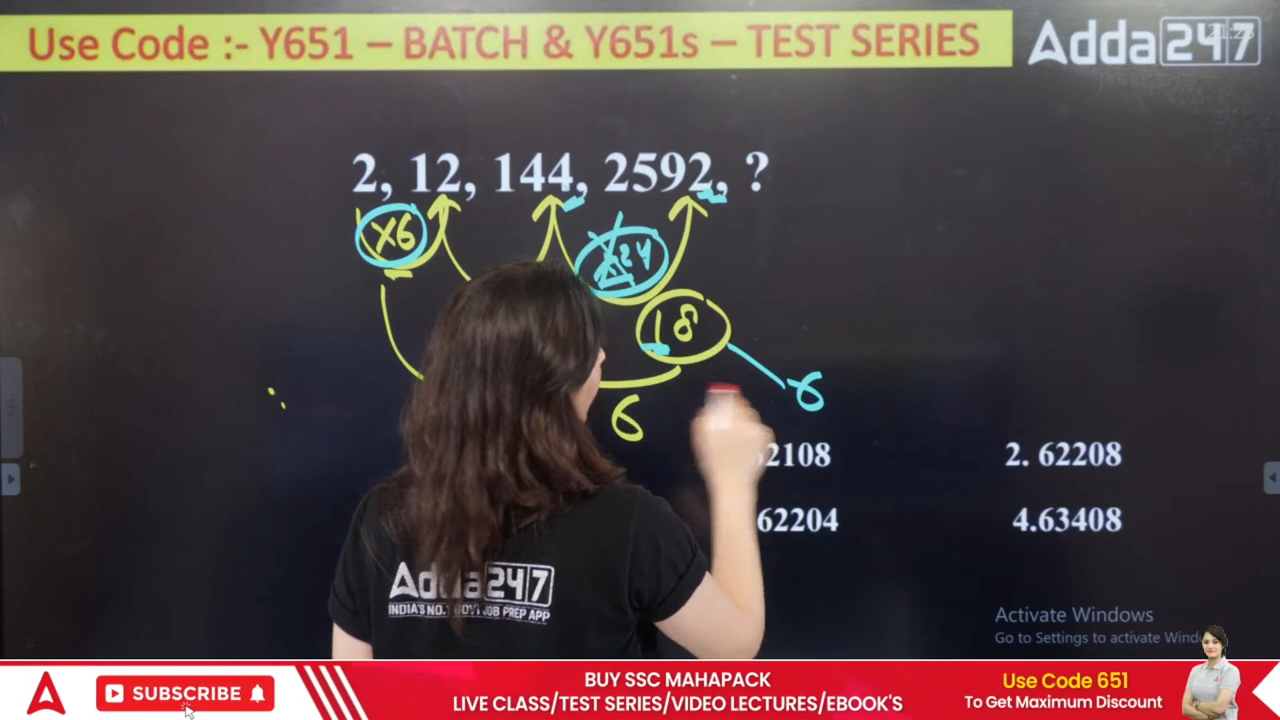 Use Code :- Y651 – BATCH & Y651s – TEST SERIES
Adda247
2, 12, 144, 2592, ?
×6
24
18
6
6
2108
2. 62208
62204
4.63408
Adda247
INDIA'S NO.1 GOVT JOB PREP APP
Activate Windows
Go to Settings to activate Wind
SUBSCRIBE
BUY SSC MAHAPACK
LIVE CLASS/TEST SERIES/VIDEO LECTURES/EBOOK'S
Use Code 651
To Get Maximum Discount